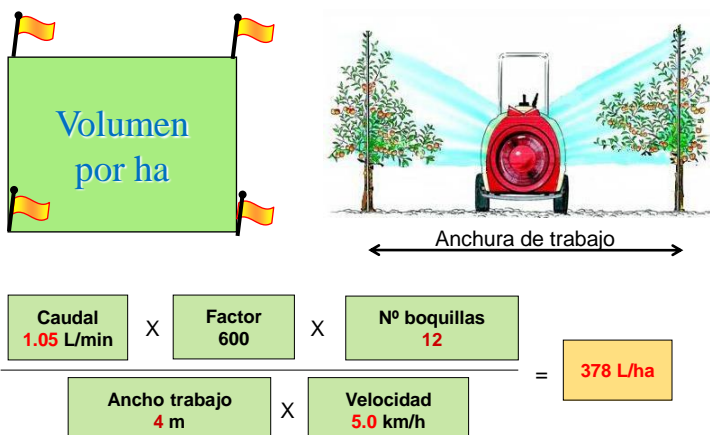 Volumen
por ha
Anchura de trabajo
Caudal
1.05 L/min
X
Factor
600
X
Nº boquillas
12
=
378 L/ha
Ancho trabajo
4 m
X
Velocidad
5.0 km/h